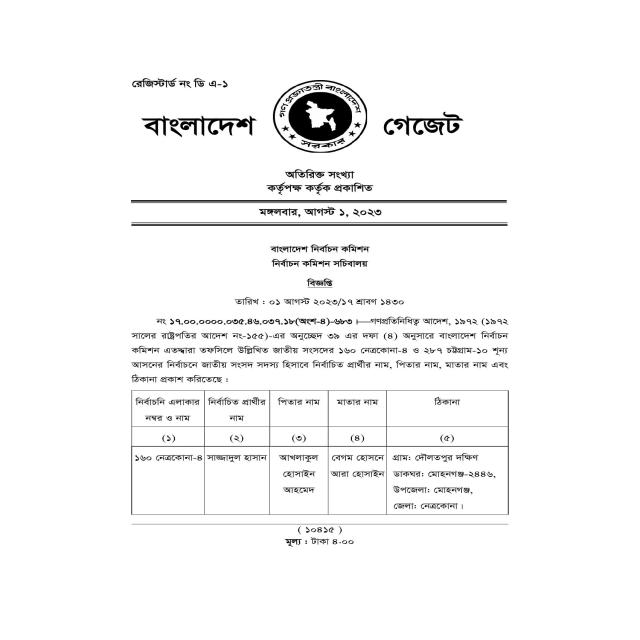 রেজিস্টার্ড নং ডি এ-১
বাংলাদেশ গেজেট
গণপ্রজাতন্ত্রী বাংলাদেশ
সরকার
অতিরিক্ত সংখ্যা
কর্তৃপক্ষ কর্তৃক প্রকাশিত
মঙ্গলবার, আগস্ট ১, ২০২৩
বাংলাদেশ নির্বাচন কমিশন
নির্বাচন কমিশন সচিবালয়
বিজ্ঞপ্তি
তারিখ : ০১ আগস্ট ২০২৩/১৭ শ্রাবণ ১৪৩০
নং ১৭.০০.০০০০.০৩৫.৪৬.০৩৭.১৮(অংশ-৪)-৬৮৩ ।—গণপ্রতিনিধিত্ব আদেশ, ১৯৭২ (১৯৭২
সালের রাষ্ট্রপতির আদেশ নং-১৫৫)-এর অনুচ্ছেদ ৩৯ এর দফা (৪) অনুসারে বাংলাদেশ নির্বাচন
কমিশন এতদ্দ্বারা তফসিলে উল্লিখিত জাতীয় সংসদের ১৬০ নেত্রকোনা-৪ ও ২৮৭ চট্টগ্রাম-১০ শূন্য
আসনের নির্বাচনে জাতীয় সংসদ সদস্য হিসাবে নির্বাচিত প্রার্থীর নাম, পিতার নাম, মাতার নাম এবং
ঠিকানা প্রকাশ করিতেছে :
নির্বাচনি এলাকার নির্বাচিত প্রার্থীর পিতার নাম মাতার নাম ঠিকানা
নম্বর ও নাম নাম
(১) (২) (৩) (৪) (৫)
১৬০ নেত্রকোনা-৪ সাজ্জাদুল হাসান আখলাকুল বেগম হোসনে গ্রাম: দৌলতপুর দক্ষিণ
হোসাইন আরা হোসাইন ডাকঘর: মোহনগঞ্জ-২৪৪৬,
আহমেদ উপজেলা: মোহনগঞ্জ,
জেলা: নেত্রকোনা।
( ১০৪১৫ )
মূল্য : টাকা ৪-০০